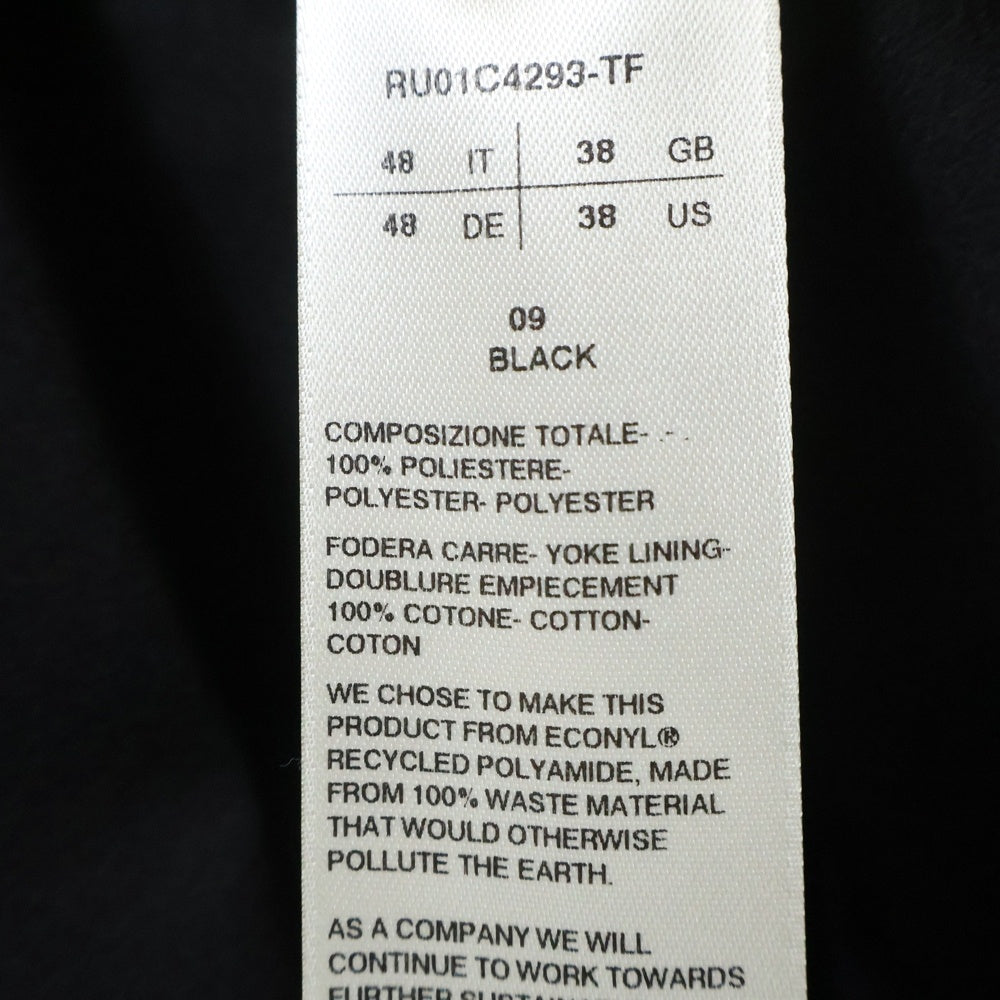 RU01C4293-TF
48 IT 38 GB
48 DE 38 US
09
BLACK
COMPOSIZIONE TOTALE- - -
100% POLIESTERE-
POLYESTER- POLYESTER
FODERA CARRE- YOKE LINING-
DOUBLURE EMPIECEMENT
100% COTONE- COTTON-
COTON
WE CHOSE TO MAKE THIS
PRODUCT FROM ECONYL®
RECYCLED POLYAMIDE, MADE
FROM 100% WASTE MATERIAL
THAT WOULD OTHERWISE
POLLUTE THE EARTH.
AS A COMPANY WE WILL
CONTINUE TO WORK TOWARDS
FURTHER